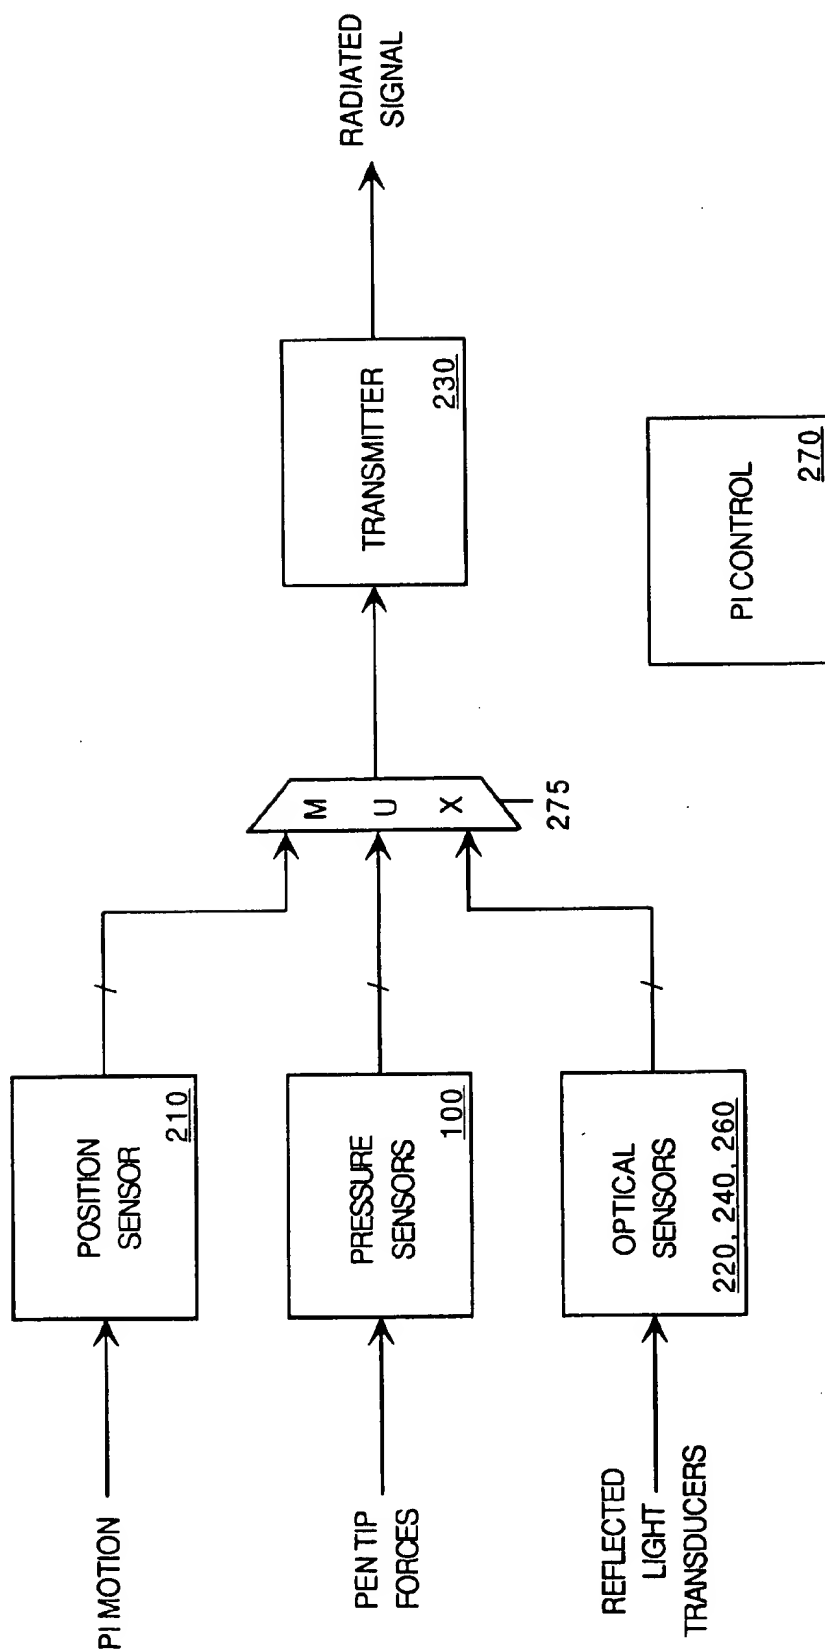 PI MOTION
POSITION
SENSOR
210
PEN TIP
FORCES
PRESSURE
SENSORS
100
REFLECTED
LIGHT
TRANSDUCERS
OPTICAL
SENSORS
220, 240, 260
M U X
275
TRANSMITTER
230
RADIATED
SIGNAL
PI CONTROL
270